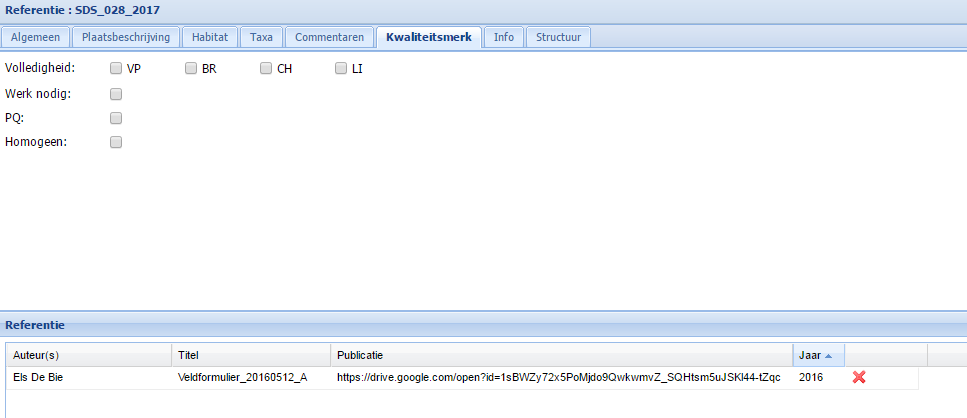 Referentie : SDS_028_2017
Algemeen Plaatsbeschrijving Habitat Taxa Commentaren Kwaliteitsmerk Info Structuur
Volledigheid: VP BR CH LI
Werk nodig:
PQ:
Homogeen:
Referentie
Auteur(s) Titel Publicatie Jaar
Els De Bie Veldformulier_20160512_A https://drive.google.com/open?id=1sBWZy72x5PoMjdo9QwkwmvZ_SQHtsm5uJSKl44-tZqc 2016